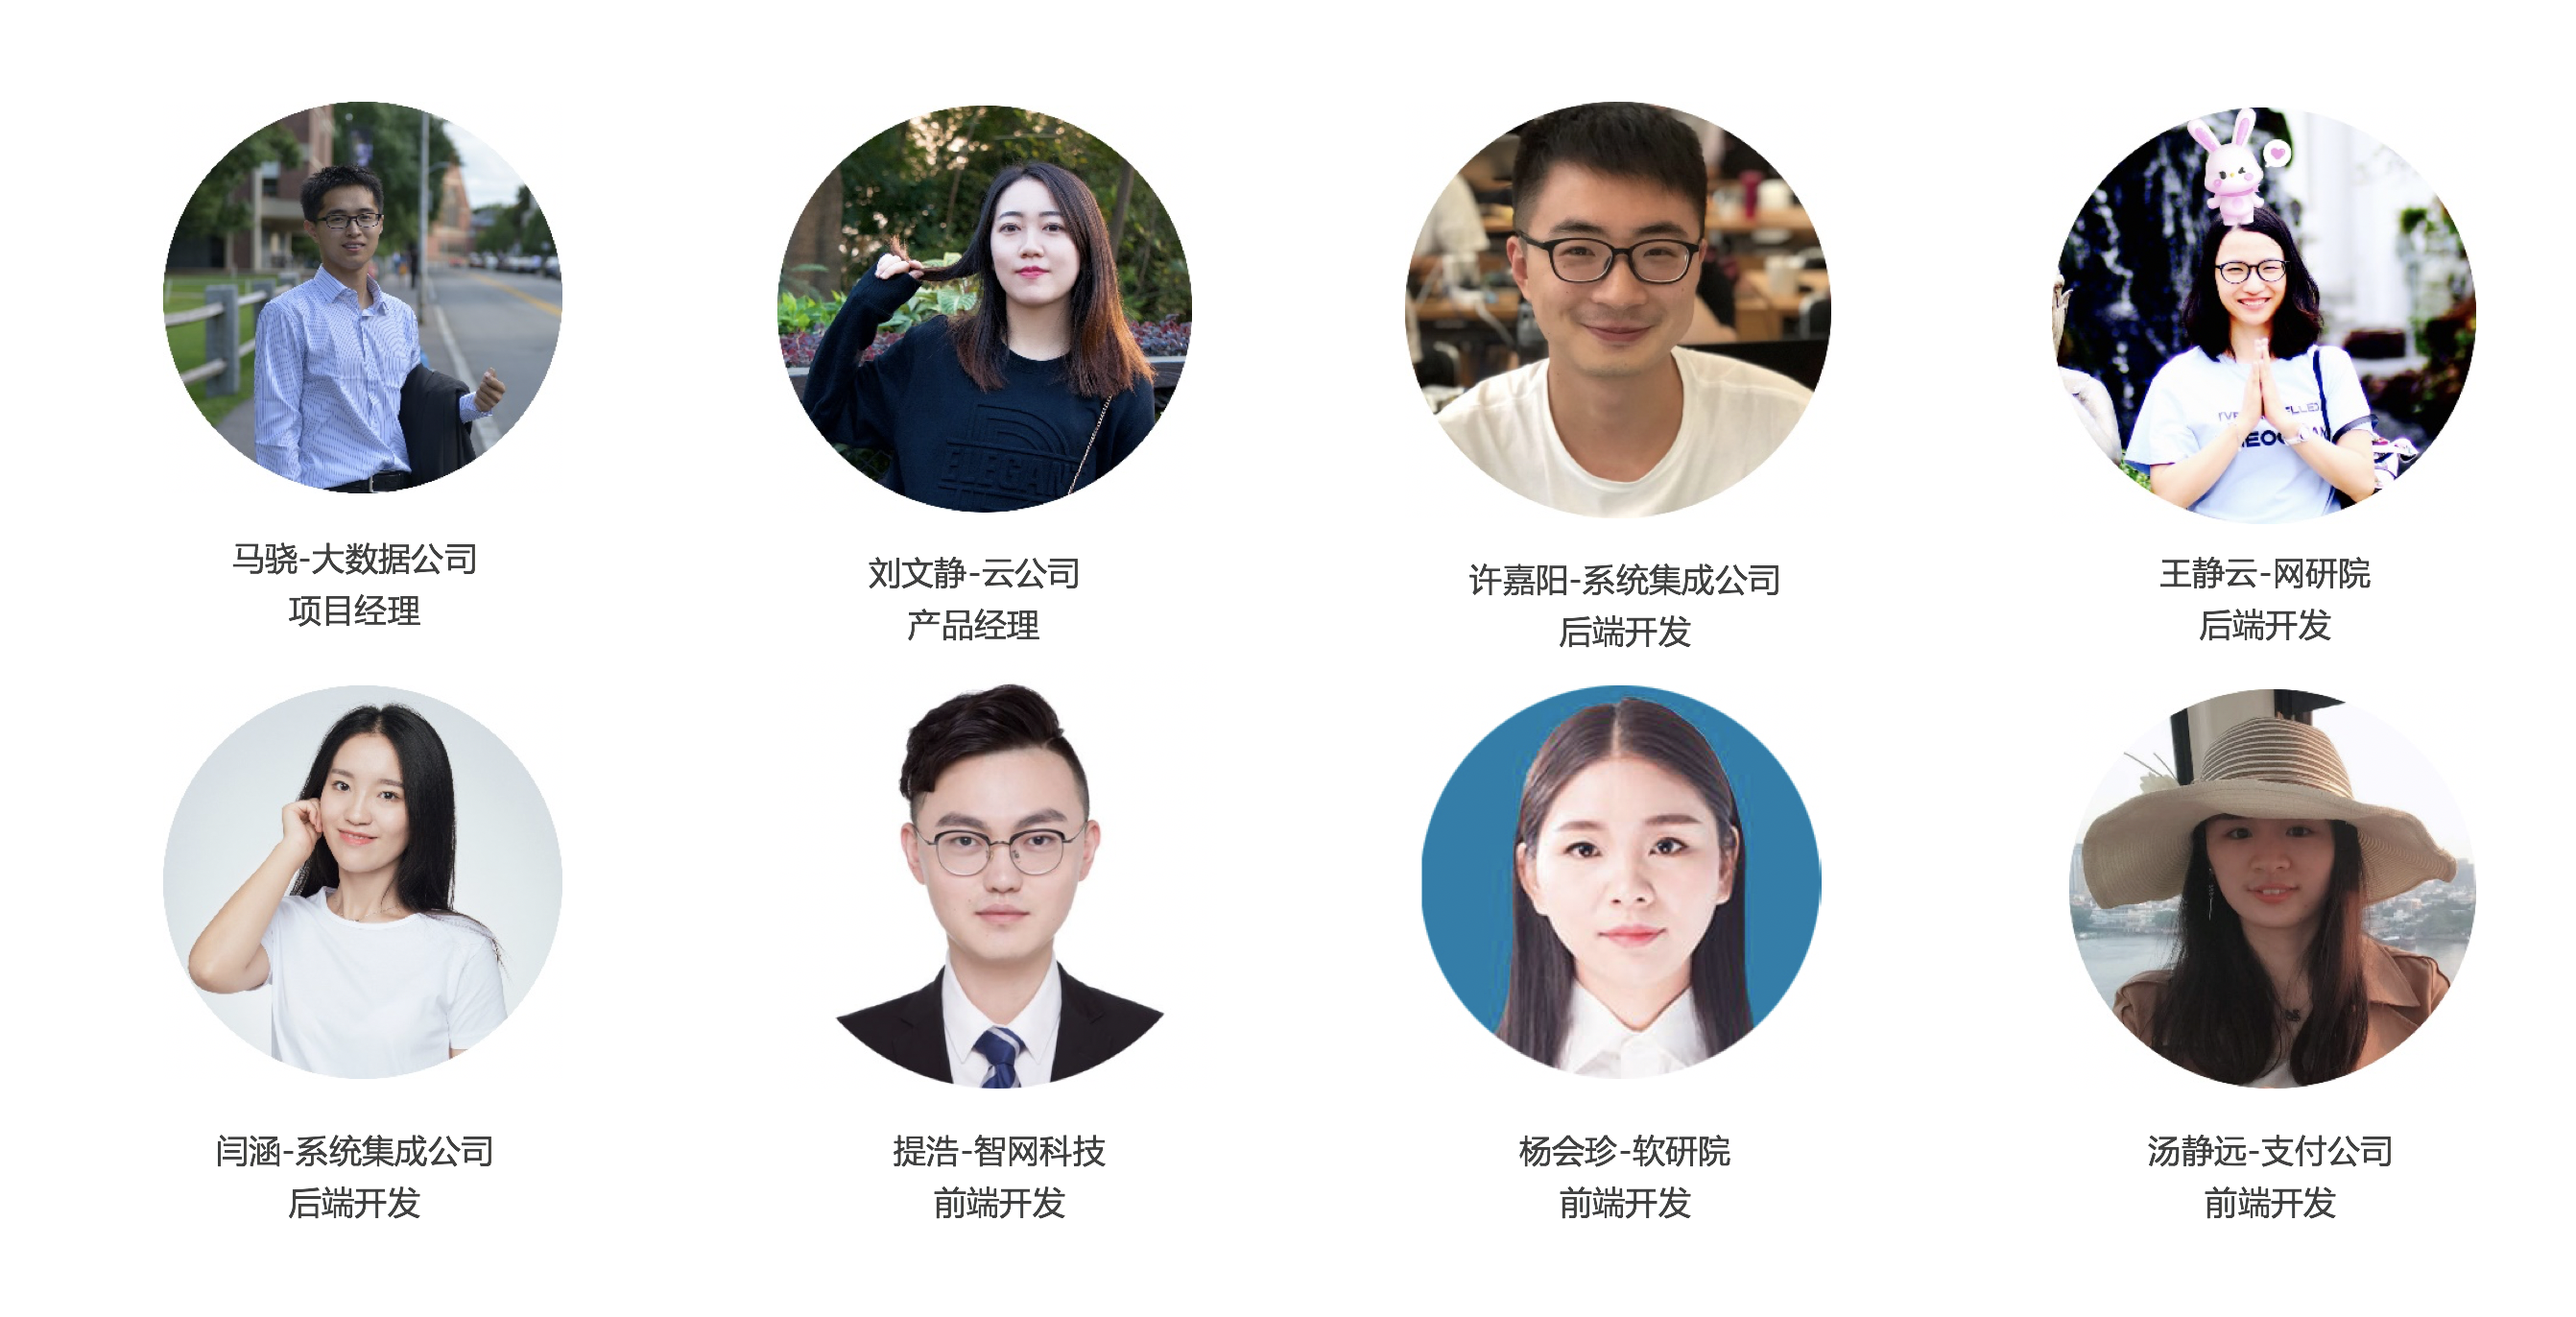 马骁-大数据公司
项目经理
刘文静-云公司
产品经理
许嘉阳-系统集成公司
后端开发
王静云-网研院
后端开发
闫涵-系统集成公司
后端开发
提浩-智网科技
前端开发
杨会珍-软研院
前端开发
汤静远-支付公司
前端开发